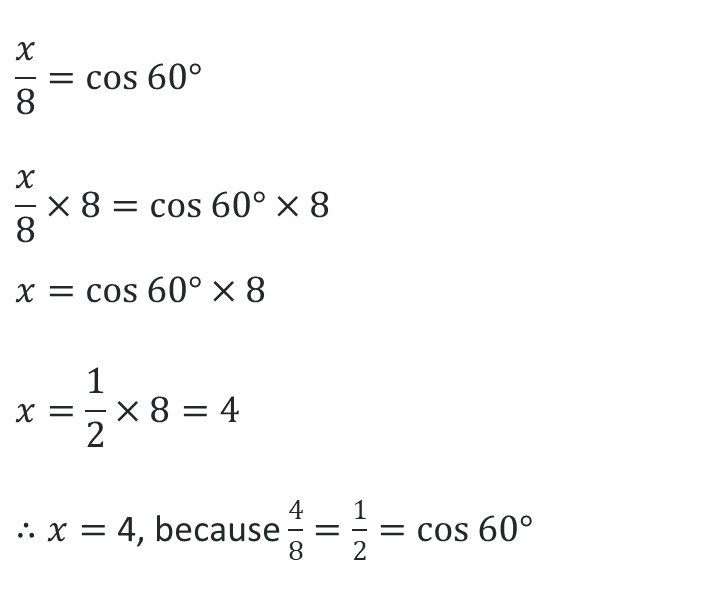 x/8 = cos 60°
x/8 × 8 = cos 60° × 8
x = cos 60° × 8
x = 1/2 × 8 = 4
∴ x = 4, because 4/8 = 1/2 = cos 60°